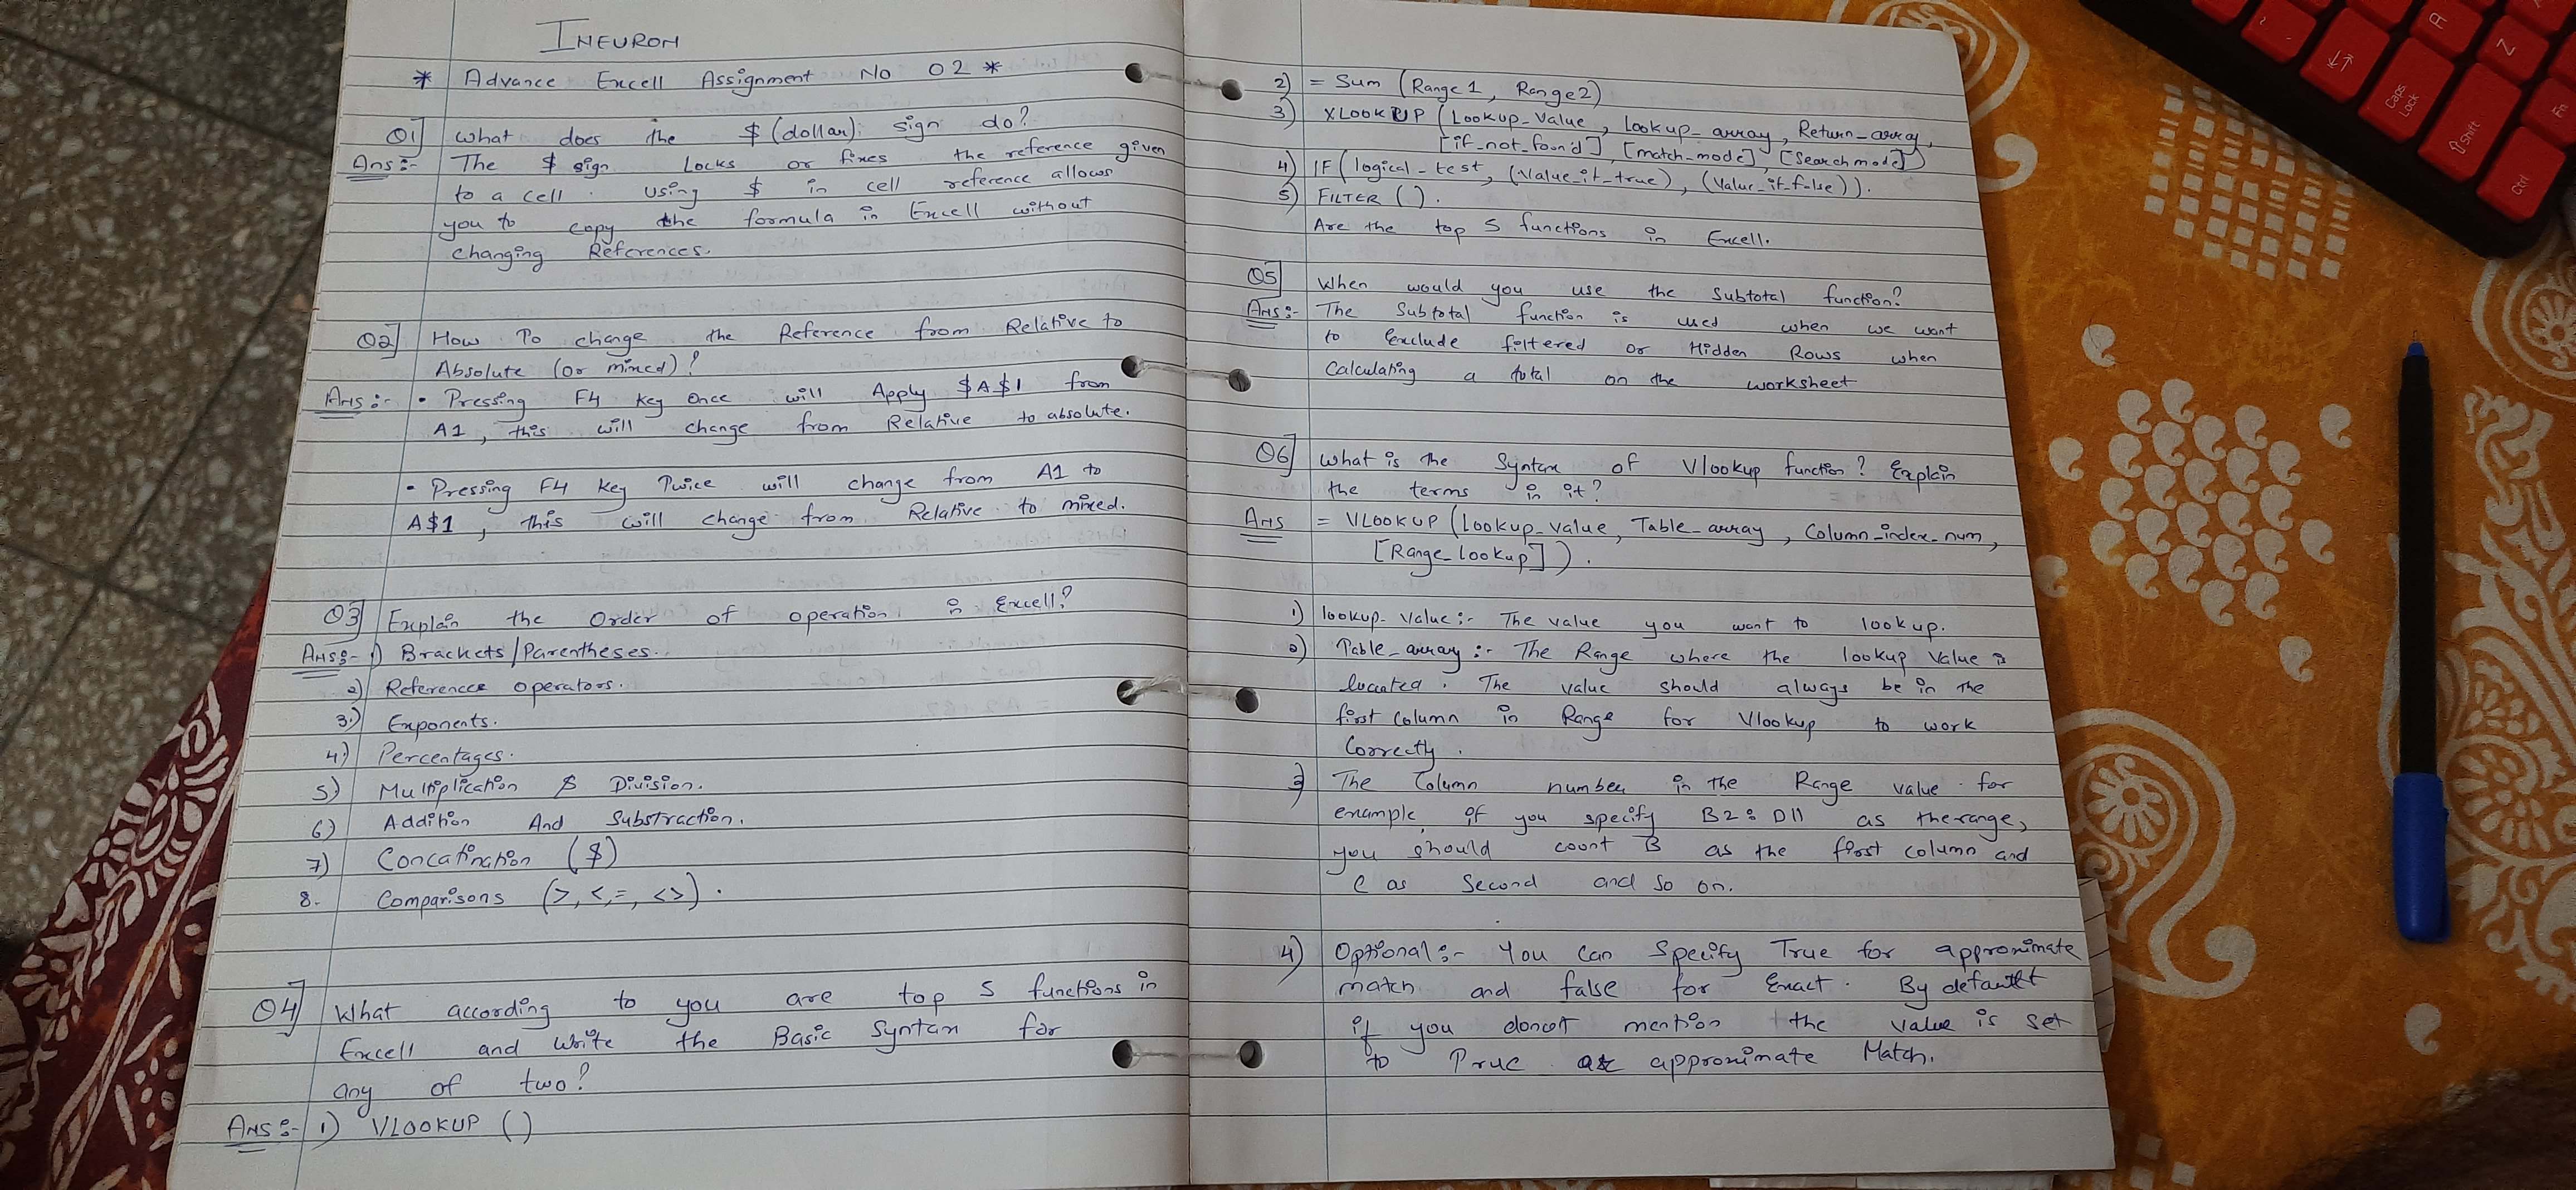 INEURON
* Advance Excell Assignment No 02 *
Q1] What does the $ (dollar) sign do?
Ans:- The $ sign Locks or fixes the reference given
to a cell. Using $ in cell reference allows
you to copy the formula in Excell without
changing References.
Q2] How To change the Reference from Relative to
Absolute (or mixed)?
Ans:- • Pressing F4 key Once will Apply $A$1 from
A1, this will change from Relative to absolute.
• Pressing F4 key Twice will change from A1 to
A$1, this will change from Relative to mixed.
Q3] Explain the Order of operation in Excell?
Ans:- 1) Brackets/Parentheses.
2) References operators.
3) Exponents.
4) Percentages.
5) Multiplication & Division.
6) Addition And Substraction.
7) Concatination ($)
8. Comparisons (>, <, =, <>).
Q4] What according to you are top 5 functions in
Excell and write the Basic Syntax for
any of two?
Ans:- 1) VLOOKUP ()
2) = Sum (Range 1, Range2)
3) XLOOKUP (Lookup_Value, Lookup_array, Return_array,
[if_not_found], [match_mode], [Search mode])
4) IF (logical_test, (Value_if_true), (Value_if_false)).
5) FILTER ().
Are the top 5 functions in Excell.
Q5] When would you use the Subtotal function?
Ans:- The Subtotal function is used when we want
to Exclude filtered Or Hidden Rows when
Calculating a total on the worksheet
Q6] What is the Syntax of Vlookup function? Explain
the terms in it?
Ans = VLOOKUP (Lookup_value, Table_array, Column_index_num,
[Range_Lookup]).
1) lookup_Value:- The value you want to lookup.
2) Table_array:- The Range where the lookup Value is
located. The value should always be in the
first column in Range for Vlookup to work
Correctly.
3) The Column number in the Range value for
example, if you specify B2:D11 as the range,
you should count B as the first column and
C as Second and so on.
4) Optional:- You Can Specify True for approximate
match and false for Exact. By default
if you donot mention the value is set
to True approximate Match.